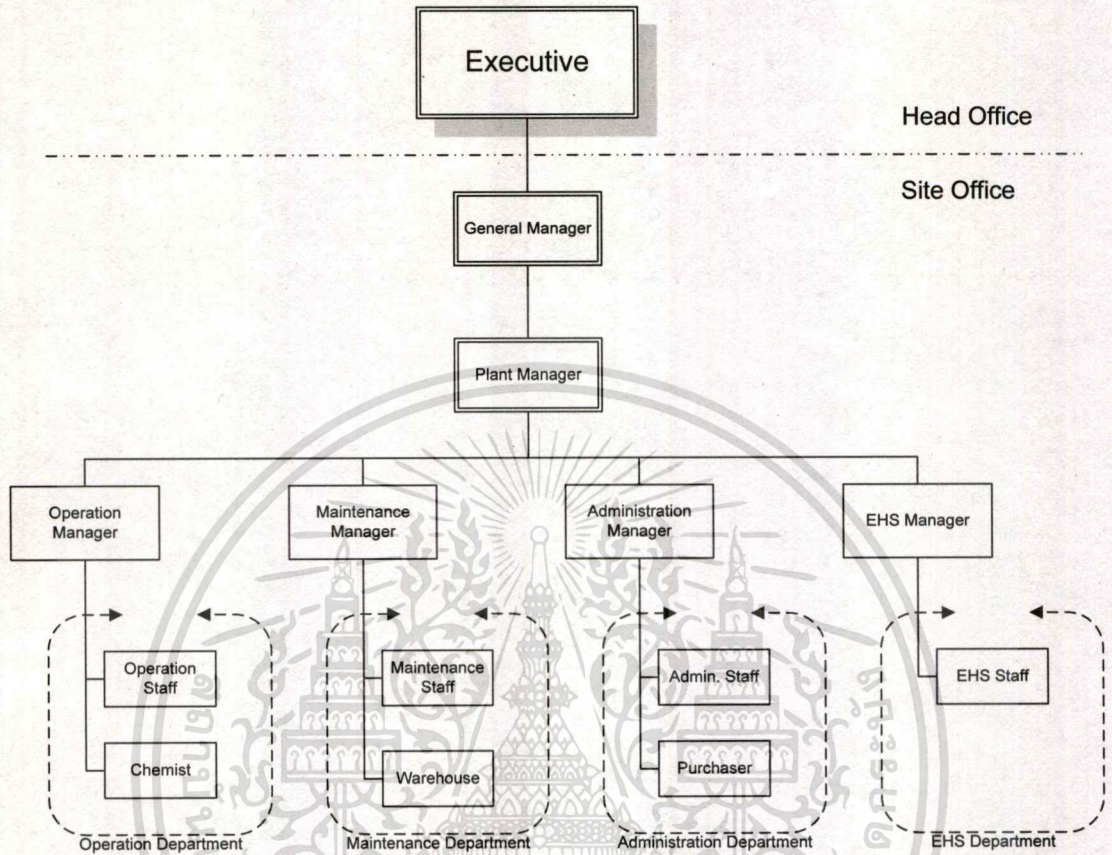 Executive
Head Office
Site Office
General Manager
Plant Manager
Operation
Manager
Maintenance
Manager
Administration
Manager
EHS Manager
Operation
Staff
Maintenance
Staff
Admin. Staff
EHS Staff
Chemist
Warehouse
Purchaser
Operation Department
Maintenance Department
Administration Department
EHS Department